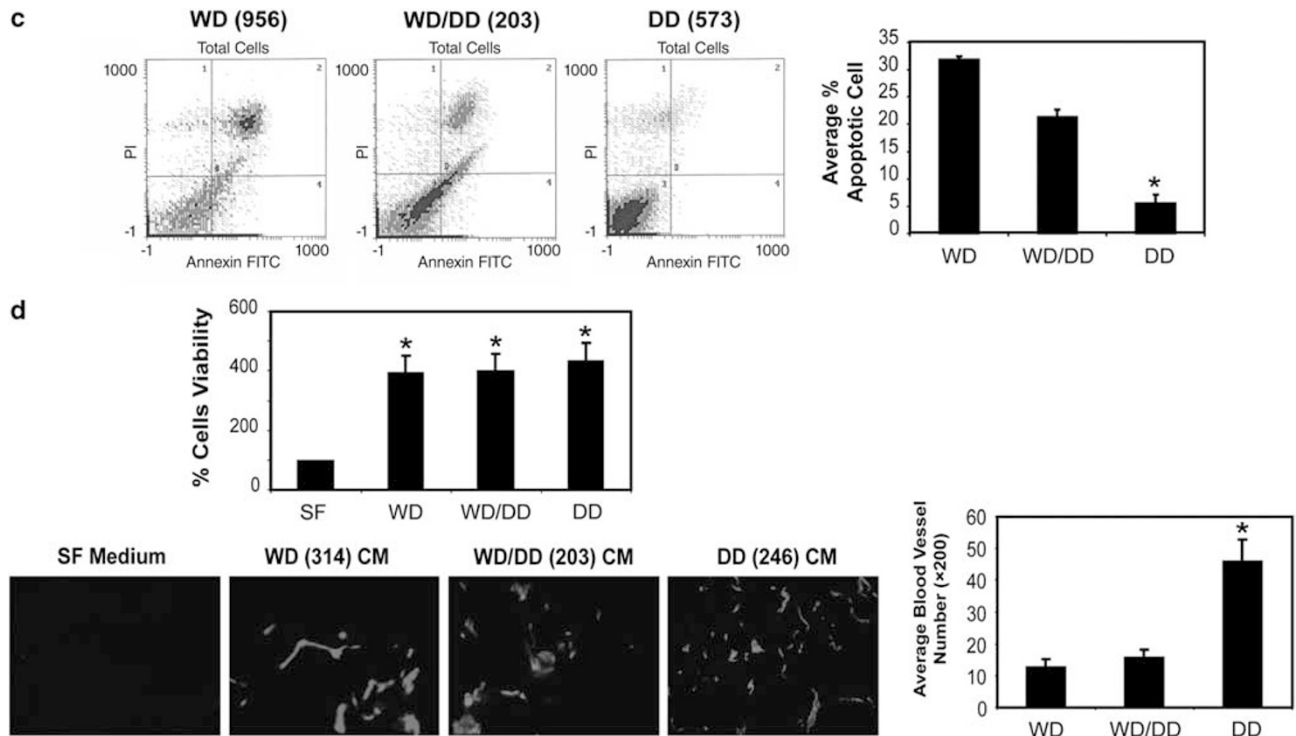 c
WD (956)
WD/DD (203)
DD (573)
Total Cells
Total Cells
Total Cells
1000
1
2
PI
4
-1
-1
1000
Annexin FITC
1000
1
2
PI
4
-1
-1
1000
Annexin FITC
1000
1
2
PI
3
4
-1
-1
1000
Annexin FITC
Average %
Apoptotic Cell
35
30
25
20
15
10
5
0
*
WD
WD/DD
DD
d
% Cells Viability
600
400
200
0
*
*
*
SF
WD
WD/DD
DD
SF Medium
WD (314) CM
WD/DD (203) CM
DD (246) CM
Average Blood Vessel
Number (×200)
60
50
40
30
20
10
0
*
WD
WD/DD
DD